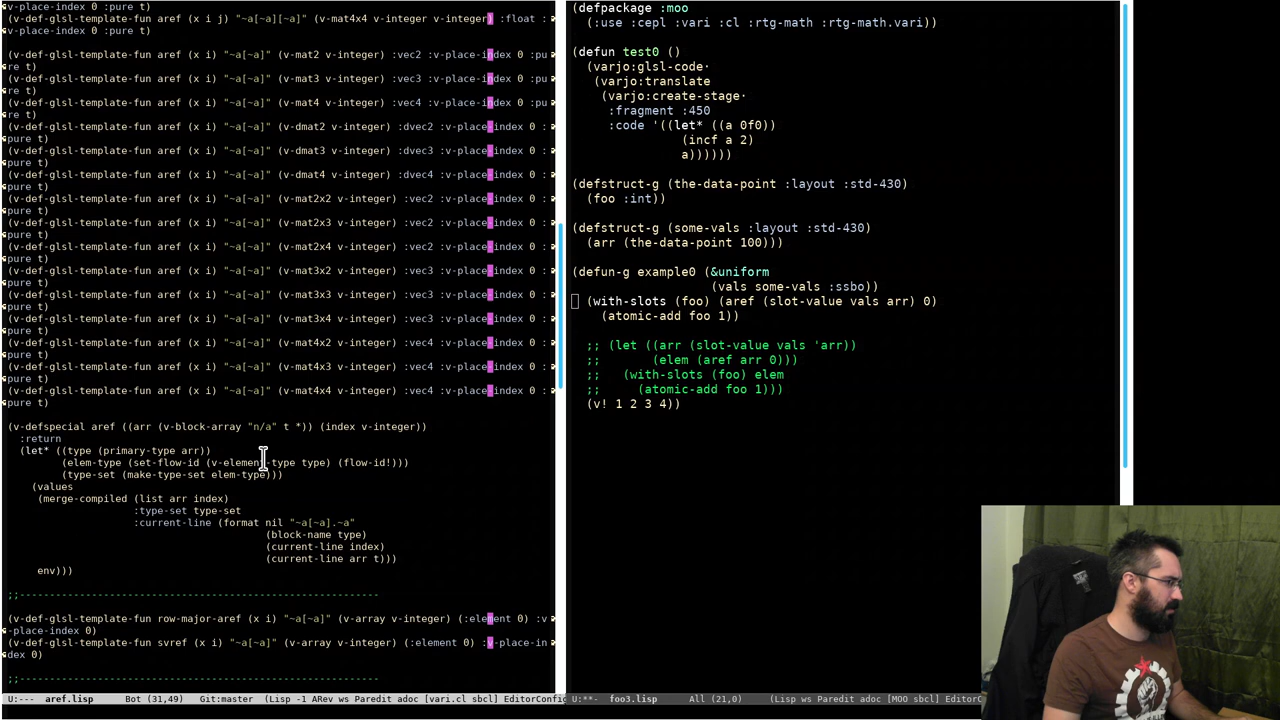 v-place-index 0 :pure t)
(v-def-glsl-template-fun aref (x i j) "~a[~a][~a]" (v-mat4x4 v-integer v-integer) :float :
v-place-index 0 :pure t)
(v-def-glsl-template-fun aref (x i) "~a[~a]" (v-mat2 v-integer) :vec2 :v-place-index 0 :pu
re t)
(v-def-glsl-template-fun aref (x i) "~a[~a]" (v-mat3 v-integer) :vec3 :v-place-index 0 :pu
re t)
(v-def-glsl-template-fun aref (x i) "~a[~a]" (v-mat4 v-integer) :vec4 :v-place-index 0 :pu
re t)
(v-def-glsl-template-fun aref (x i) "~a[~a]" (v-dmat2 v-integer) :dvec2 :v-place-index 0 :
pure t)
(v-def-glsl-template-fun aref (x i) "~a[~a]" (v-dmat3 v-integer) :dvec3 :v-place-index 0 :
pure t)
(v-def-glsl-template-fun aref (x i) "~a[~a]" (v-dmat4 v-integer) :dvec4 :v-place-index 0 :
pure t)
(v-def-glsl-template-fun aref (x i) "~a[~a]" (v-mat2x2 v-integer) :vec2 :v-place-index 0 :
pure t)
(v-def-glsl-template-fun aref (x i) "~a[~a]" (v-mat2x3 v-integer) :vec2 :v-place-index 0 :
pure t)
(v-def-glsl-template-fun aref (x i) "~a[~a]" (v-mat2x4 v-integer) :vec2 :v-place-index 0 :
pure t)
(v-def-glsl-template-fun aref (x i) "~a[~a]" (v-mat3x2 v-integer) :vec3 :v-place-index 0 :
pure t)
(v-def-glsl-template-fun aref (x i) "~a[~a]" (v-mat3x3 v-integer) :vec3 :v-place-index 0 :
pure t)
(v-def-glsl-template-fun aref (x i) "~a[~a]" (v-mat3x4 v-integer) :vec3 :v-place-index 0 :
pure t)
(v-def-glsl-template-fun aref (x i) "~a[~a]" (v-mat4x2 v-integer) :vec4 :v-place-index 0 :
pure t)
(v-def-glsl-template-fun aref (x i) "~a[~a]" (v-mat4x3 v-integer) :vec4 :v-place-index 0 :
pure t)
(v-def-glsl-template-fun aref (x i) "~a[~a]" (v-mat4x4 v-integer) :vec4 :v-place-index 0 :
pure t)
(v-defspecial aref ((arr (v-block-array "n/a" t *)) (index v-integer))
:return
(let* ((type (primary-type arr))
(elem-type (set-flow-id (v-element-type type) (flow-id!)))
(type-set (make-type-set elem-type)))
(values
(merge-compiled (list arr index)
:type-set type-set
:current-line (format nil "~a[~a].~a"
(block-name type)
(current-line index)
(current-line arr t)))
env)))
;;------------------------------------------------------------
(v-def-glsl-template-fun row-major-aref (x i) "~a[~a]" (v-array v-integer) (:element 0) :v
-place-index 0)
(v-def-glsl-template-fun svref (x i) "~a[~a]" (v-array v-integer) (:element 0) :v-place-in
dex 0)
;;------------------------------------------------------------
U:--- aref.lisp Bot (31,49) Git:master (Lisp -1 ARev ws Paredit adoc [vari.cl sbcl] EditorConfig
(defpackage :moo
(:use :cepl :vari :cl :rtg-math :rtg-math.vari))
(defun test0 ()
(varjo:glsl-code·
(varjo:translate
(varjo:create-stage·
:fragment :450
:code '((let* ((a 0f0))
(incf a 2)
a))))))
(defstruct-g (the-data-point :layout :std-430)
(foo :int))
(defstruct-g (some-vals :layout :std-430)
(arr (the-data-point 100)))
(defun-g example0 (&uniform
(vals some-vals :ssbo))
(with-slots (foo) (aref (slot-value vals arr) 0)
(atomic-add foo 1))
;; (let ((arr (slot-value vals 'arr))
;; (elem (aref arr 0)))
;; (with-slots (foo) elem
;; (atomic-add foo 1)))
(v! 1 2 3 4))
U:**- foo3.lisp All (21,0) (Lisp ws Paredit adoc [MOO sbcl] EditorC